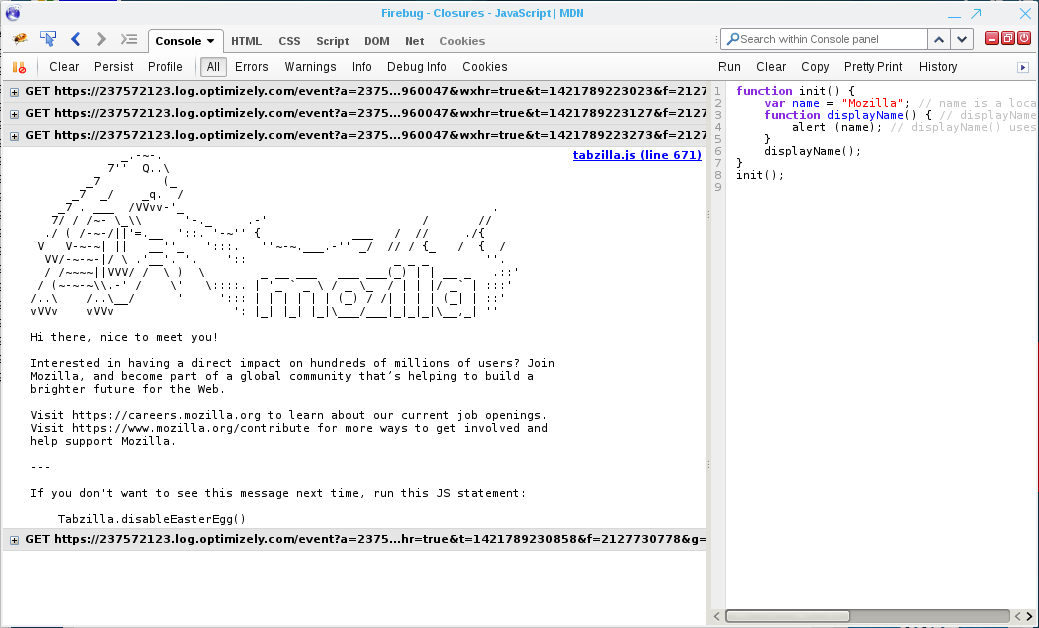 Firebug - Closures - JavaScript | MDN
Console HTML CSS Script DOM Net Cookies Search within Console panel
Clear Persist Profile All Errors Warnings Info Debug Info Cookies Run Clear Copy Pretty Print History
GET https://237572123.log.optimizely.com/event?a=2375...960047&wxhr=true&t=1421789223023&f=2127
GET https://237572123.log.optimizely.com/event?a=2375...960047&wxhr=true&t=1421789223127&f=2127
GET https://237572123.log.optimizely.com/event?a=2375...960047&wxhr=true&t=1421789223273&f=2127
tabzilla.js (line 671)
Hi there, nice to meet you!
Interested in having a direct impact on hundreds of millions of users? Join
Mozilla, and become part of a global community that’s helping to build a
brighter future for the Web.
Visit https://careers.mozilla.org to learn about our current job openings.
Visit https://www.mozilla.org/contribute for more ways to get involved and
help support Mozilla.
---
If you don't want to see this message next time, run this JS statement:
Tabzilla.disableEasterEgg()
GET https://237572123.log.optimizely.com/event?a=2375...hr=true&t=1421789230858&f=2127730778&g=
1 function init() {
2 var name = "Mozilla"; // name is a loca
3 function displayName() { // displayName
4 alert (name); // displayName() uses
5 }
6 displayName();
7 }
8 init();
9